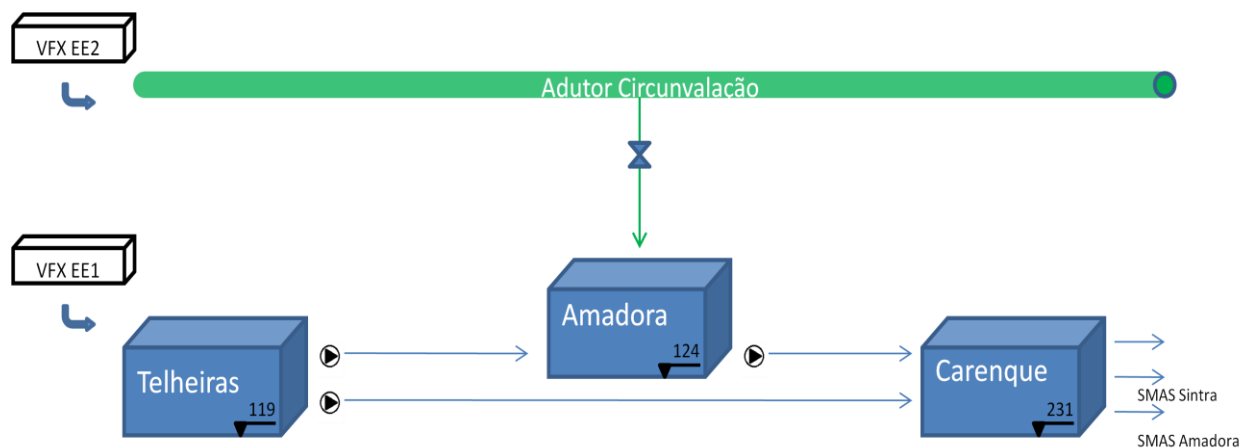 VFX EE2
Adutor Circunvalação
VFX EE1
Amadora
124
Telheiras
119
Carenque
231
SMAS Sintra
SMAS Amadora